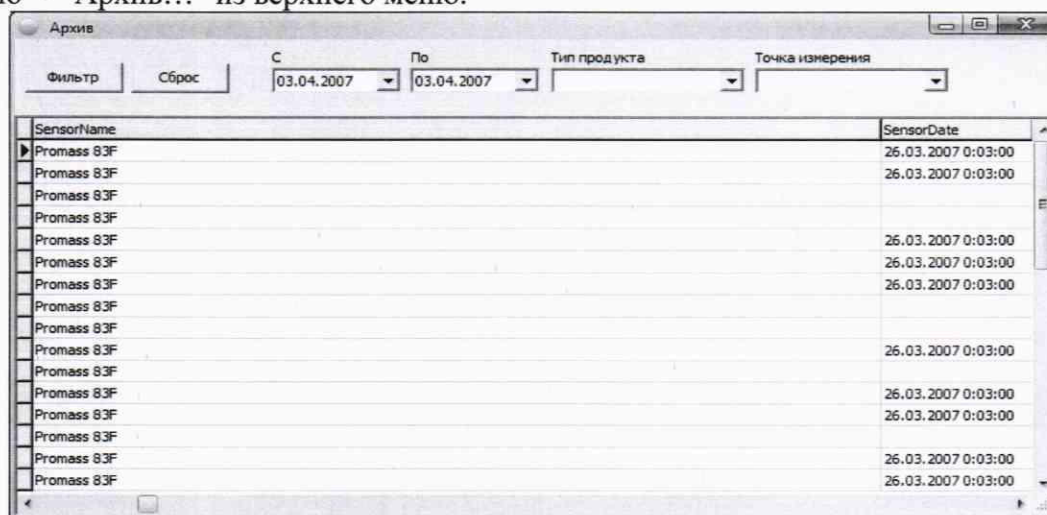 Архив..." из верхнего меню.
Архив
С По Тип продукта Точка измерения
Фильтр Сброс 03.04.2007 03.04.2007
SensorName SensorDate
Promass 83F 26.03.2007 0:03:00
Promass 83F 26.03.2007 0:03:00
Promass 83F
Promass 83F
Promass 83F 26.03.2007 0:03:00
Promass 83F 26.03.2007 0:03:00
Promass 83F 26.03.2007 0:03:00
Promass 83F
Promass 83F
Promass 83F 26.03.2007 0:03:00
Promass 83F
Promass 83F 26.03.2007 0:03:00
Promass 83F 26.03.2007 0:03:00
Promass 83F
Promass 83F 26.03.2007 0:03:00
Promass 83F 26.03.2007 0:03:00